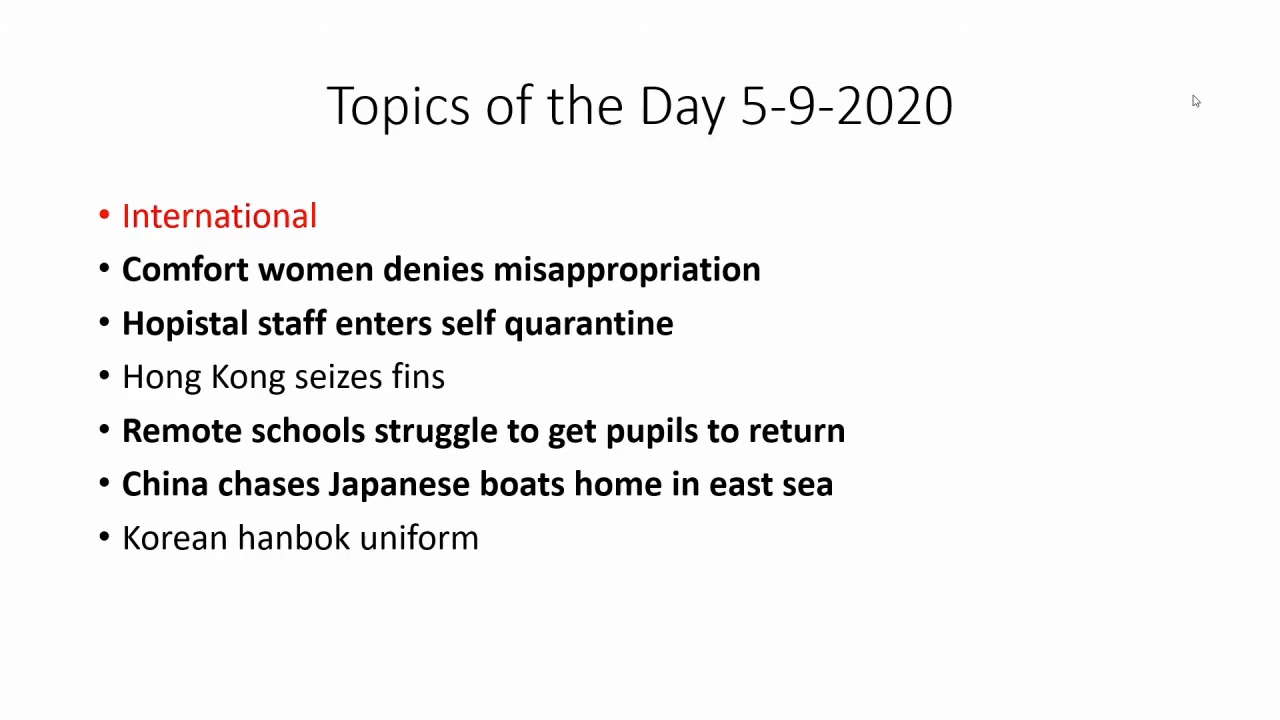 Topics of the Day 5-9-2020
• International
• Comfort women denies misappropriation
• Hopistal staff enters self quarantine
• Hong Kong seizes fins
• Remote schools struggle to get pupils to return
• China chases Japanese boats home in east sea
• Korean hanbok uniform